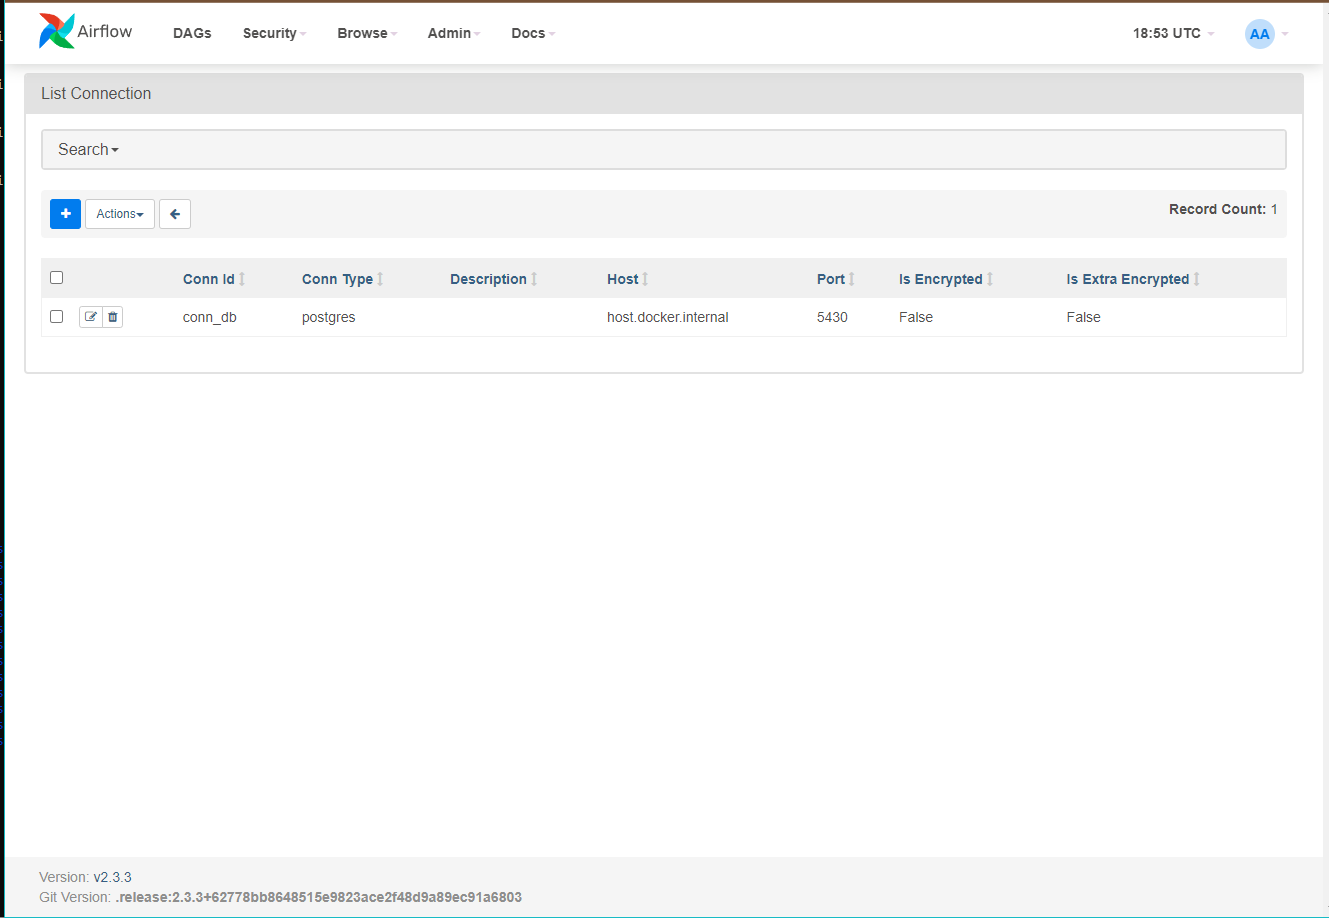 Airflow DAGs Security Browse Admin Docs 18:53 UTC AA
List Connection
Search
+ Actions Record Count: 1
Conn Id Conn Type Description Host Port Is Encrypted Is Extra Encrypted
conn_db postgres host.docker.internal 5430 False False
Version: v2.3.3
Git Version: .release:2.3.3+62778bb8648515e9823ace2f48d9a89ec91a6803